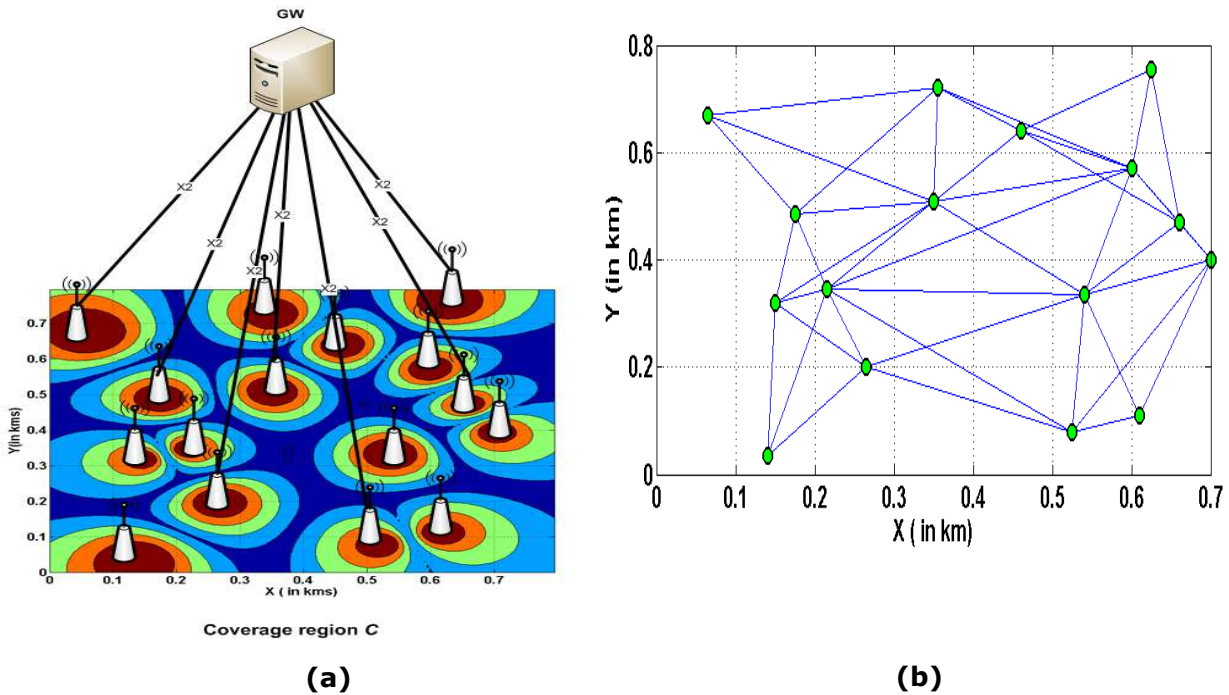 GW
X2
X2
X2
X2
X2
X2
X2
Y(in kms)
0.7
0.6
0.5
0.4
0.3
0.2
0.1
0
0 0.1 0.2 0.3 0.4 0.5 0.6 0.7
X ( in kms)
Coverage region C
(a)
Y (in km)
0.8
0.6
0.4
0.2
0
0 0.1 0.2 0.3 0.4 0.5 0.6 0.7
X ( in km)
(b)